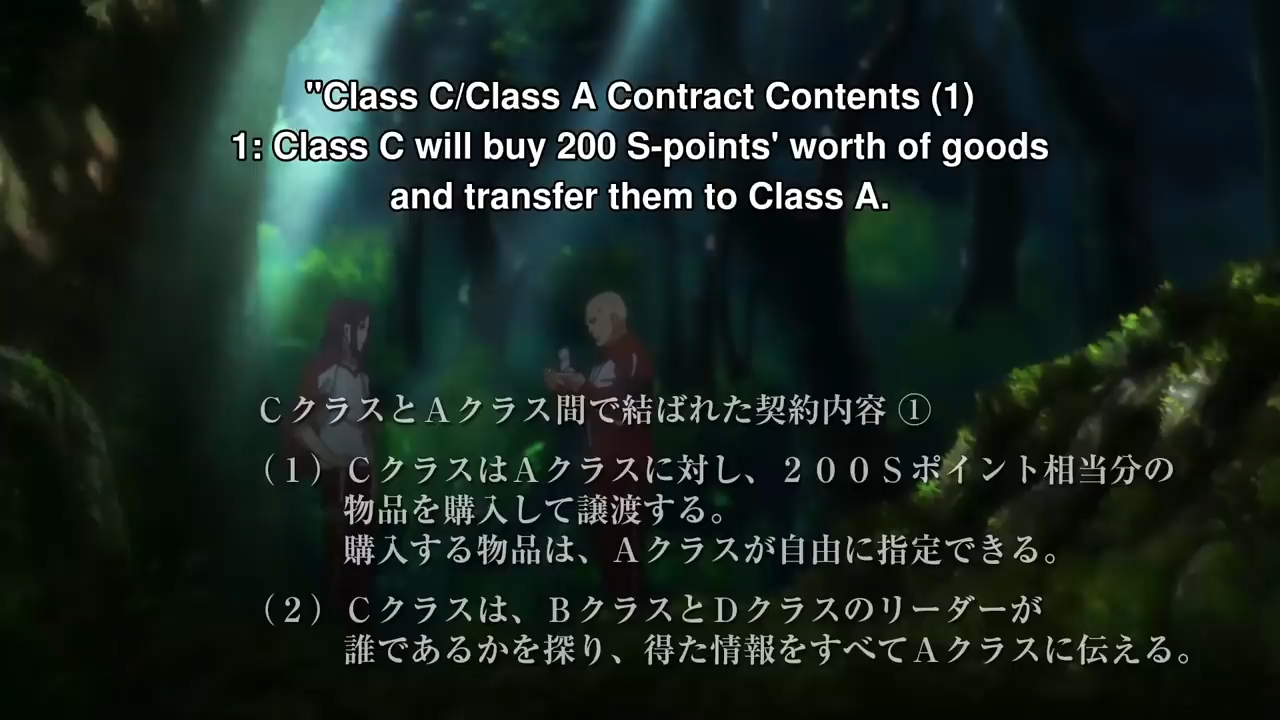 "Class C/Class A Contract Contents (1)
1: Class C will buy 200 S-points' worth of goods
and transfer them to Class A.
ＣクラスとＡクラス間で結ばれた契約内容 ①
（１）ＣクラスはＡクラスに対し、２００Ｓポイント相当分の
物品を購入して譲渡する。
購入する物品は、Ａクラスが自由に指定できる。
（２）Ｃクラスは、ＢクラスとＤクラスのリーダーが
誰であるかを探り、得た情報をすべてＡクラスに伝える。